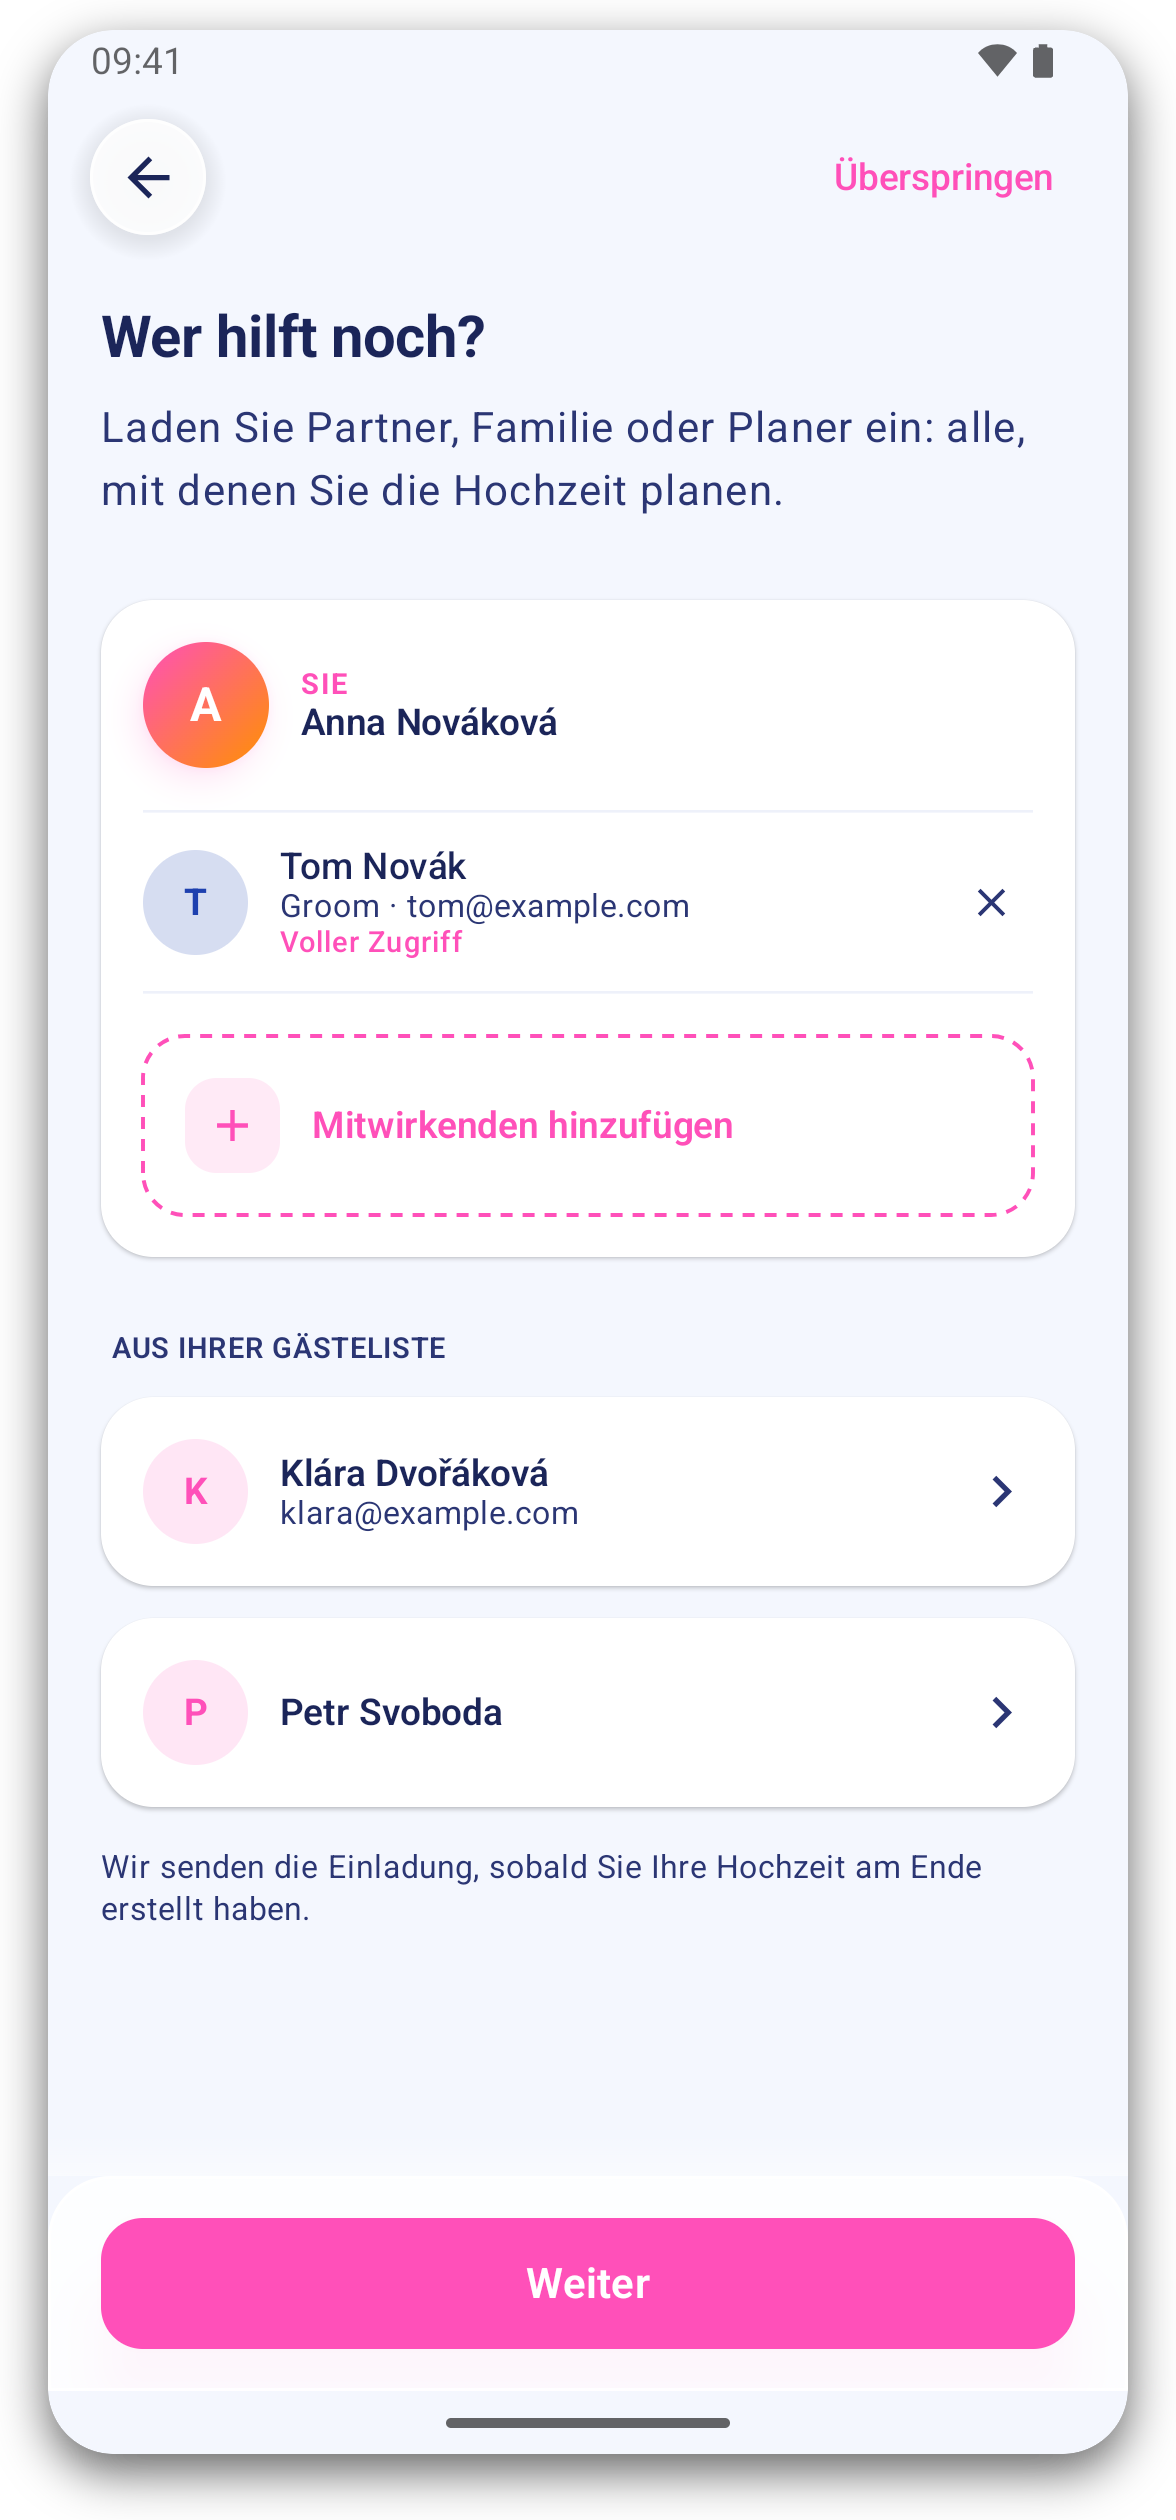 09:41
Überspringen
Wer hilft noch?
Laden Sie Partner, Familie oder Planer ein: alle,
mit denen Sie die Hochzeit planen.
A
SIE
Anna Nováková
T
Tom Novák
Groom · tom@example.com
Voller Zugriff
+ Mitwirkenden hinzufügen
AUS IHRER GÄSTELISTE
K
Klára Dvořáková
klara@example.com
P
Petr Svoboda
Wir senden die Einladung, sobald Sie Ihre Hochzeit am Ende
erstellt haben.
Weiter